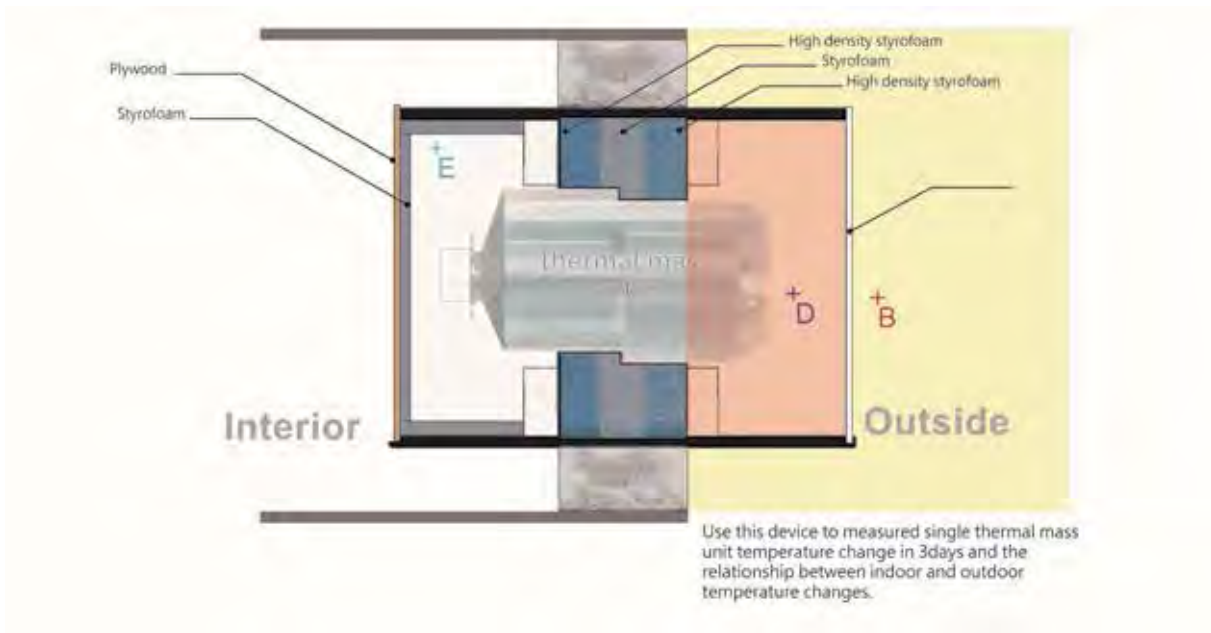 High density styrofoam
Plywood
Styrofoam
High density styrofoam
Styrofoam
E
D
B
Interior
Outside
Use this device to measured single thermal mass
unit temperature change in 3days and the
relationship between indoor and outdoor
temperature changes.